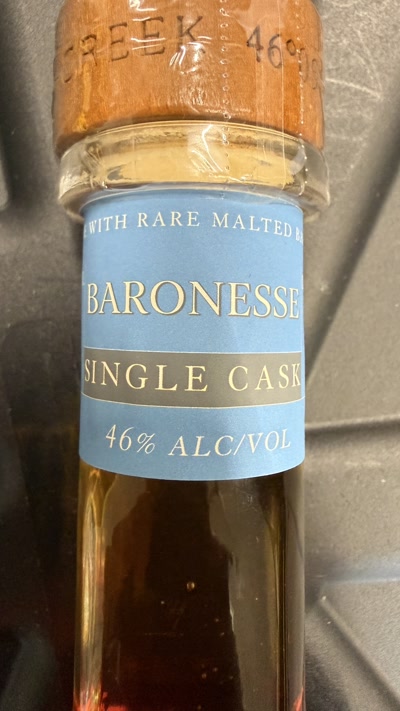 CREEK 46°
WITH RARE MALTED
BARONESSE
SINGLE CASK
46% ALC/VOL